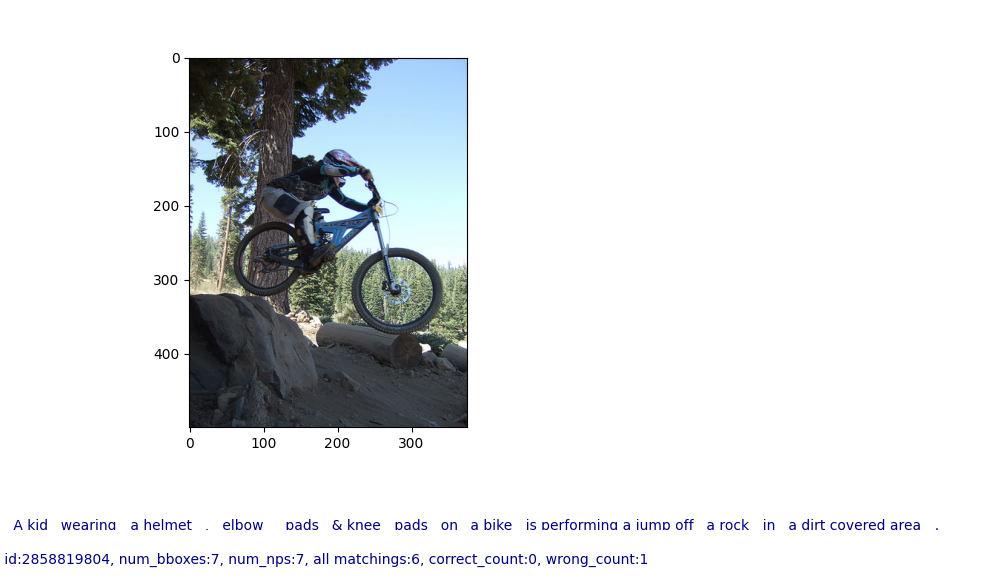 0
100
200
300
400
0 100 200 300
A kid wearing a helmet . elbow pads & knee pads on a bike is performing a jump off a rock in a dirt covered area .
id:2858819804, num_bboxes:7, num_nps:7, all matchings:6, correct_count:0, wrong_count:1